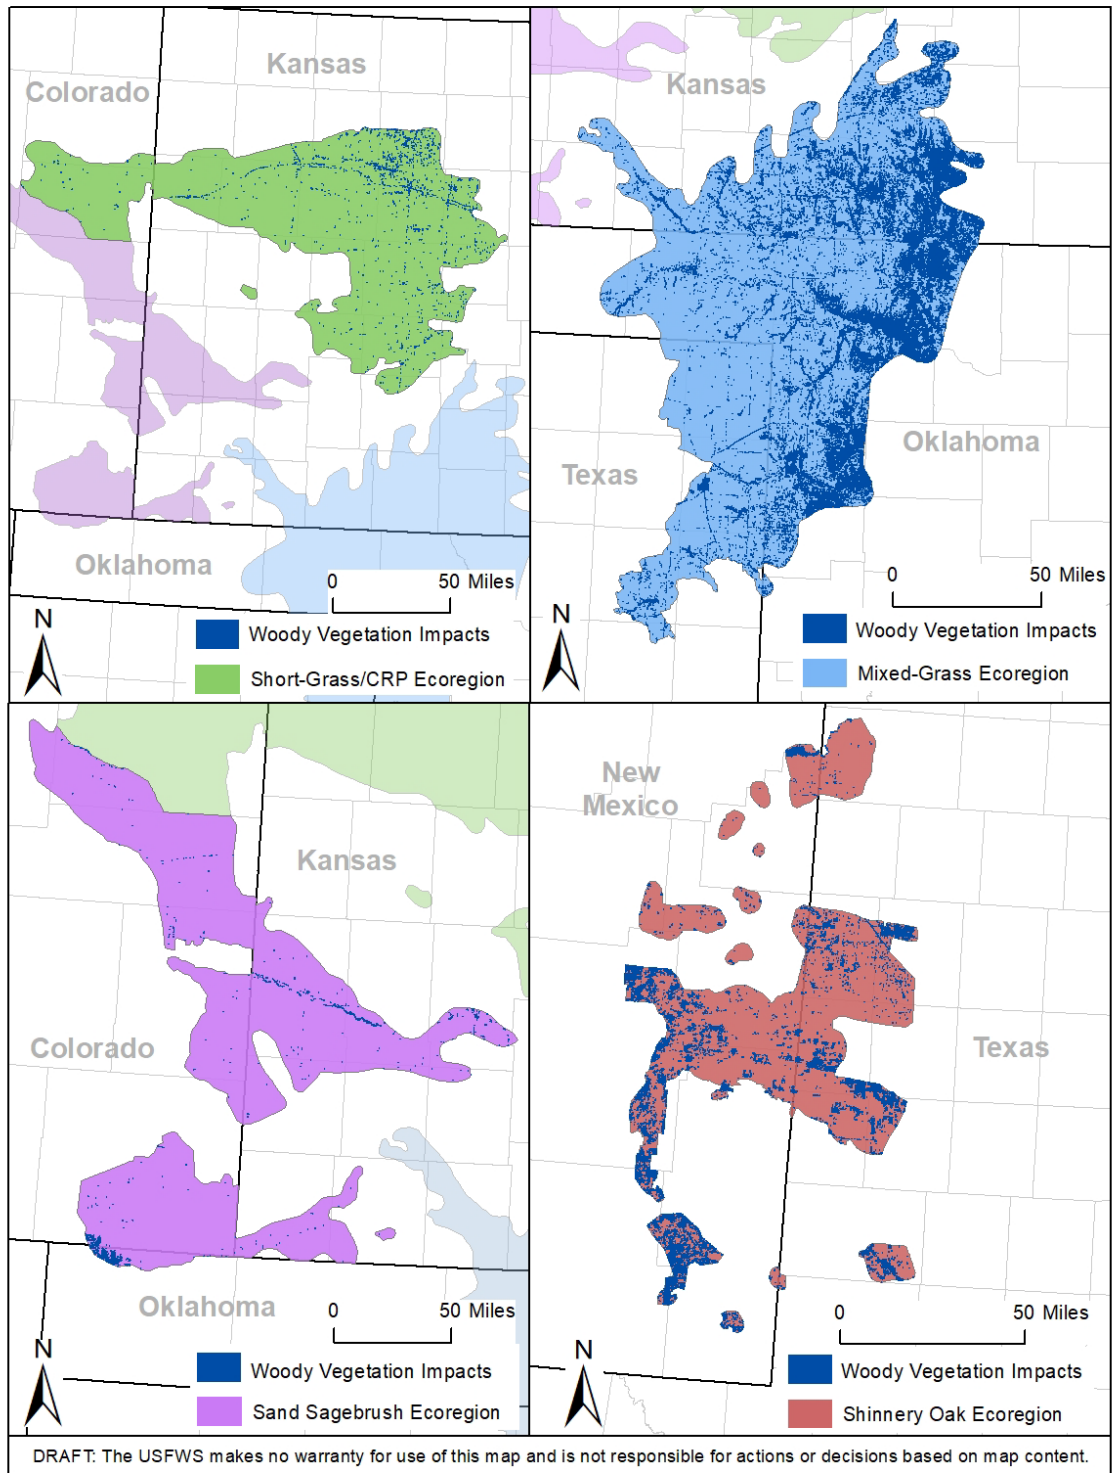 Kansas
Colorado
Oklahoma
0 50 Miles
N
Woody Vegetation Impacts
Short-Grass/CRP Ecoregion
Kansas
Oklahoma
Texas
0 50 Miles
N
Woody Vegetation Impacts
Mixed-Grass Ecoregion
Kansas
Colorado
Oklahoma
0 50 Miles
N
Woody Vegetation Impacts
Sand Sagebrush Ecoregion
New
Mexico
Texas
0 50 Miles
N
Woody Vegetation Impacts
Shinnery Oak Ecoregion
DRAFT: The USFWS makes no warranty for use of this map and is not responsible for actions or decisions based on map content.